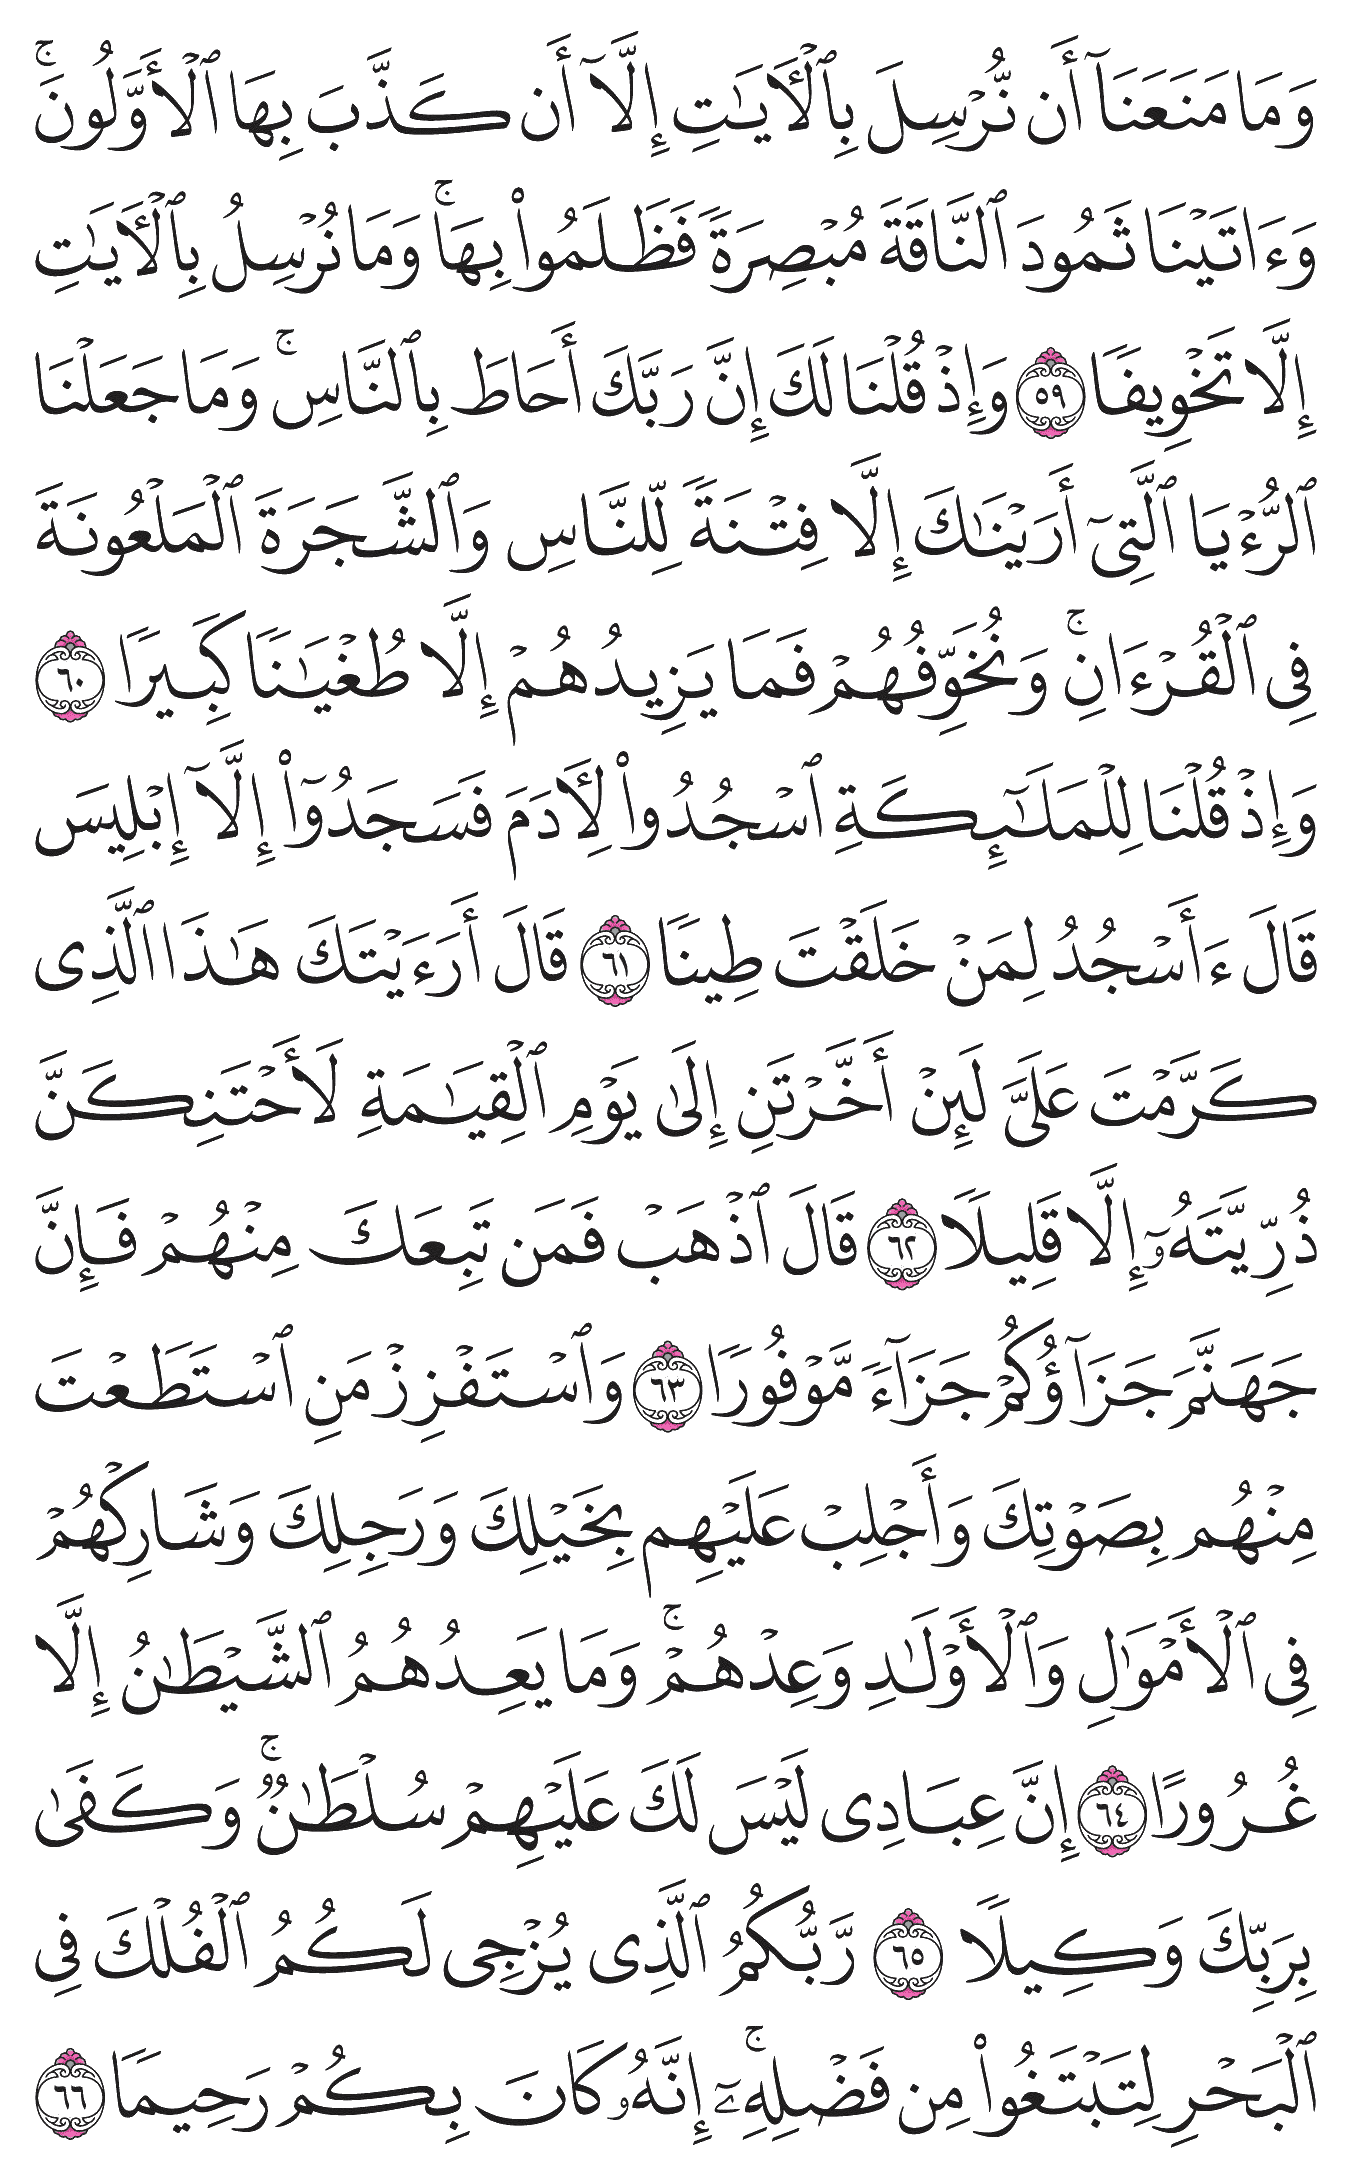 وَمَا مَنَعَنَآ أَن نُّرۡسِلَ بِٱلۡأٓيَٰتِ إِلَّآ أَن كَذَّبَ بِهَا ٱلۡأَوَّلُونَۚ
وَءَاتَيۡنَا ثَمُودَ ٱلنَّاقَةَ مُبۡصِرَةٗ فَظَلَمُواْ بِهَاۚ وَمَا نُرۡسِلُ بِٱلۡأٓيَٰتِ
إِلَّا تَخۡوِيفٗا ٥٩ وَإِذۡ قُلۡنَا لَكَ إِنَّ رَبَّكَ أَحَاطَ بِٱلنَّاسِۚ وَمَا جَعَلۡنَا
ٱلرُّءۡيَا ٱلَّتِيٓ أَرَيۡنَٰكَ إِلَّا فِتۡنَةٗ لِّلنَّاسِ وَٱلشَّجَرَةَ ٱلۡمَلۡعُونَةَ
فِي ٱلۡقُرۡءَانِۚ وَنُخَوِّفُهُمۡ فَمَا يَزِيدُهُمۡ إِلَّا طُغۡيَٰنٗا كَبِيرٗا ٦٠
وَإِذۡ قُلۡنَا لِلۡمَلَٰٓئِكَةِ ٱسۡجُدُواْ لِأٓدَمَ فَسَجَدُوٓاْ إِلَّآ إِبۡلِيسَ
قَالَ ءَأَسۡجُدُ لِمَنۡ خَلَقۡتَ طِينٗا ٦١ قَالَ أَرَءَيۡتَكَ هَٰذَا ٱلَّذِي
كَرَّمۡتَ عَلَيَّ لَئِنۡ أَخَّرۡتَنِ إِلَىٰ يَوۡمِ ٱلۡقِيَٰمَةِ لَأَحۡتَنِكَنَّ
ذُرِّيَّتَهُۥٓ إِلَّا قَلِيلٗا ٦٢ قَالَ ٱذۡهَبۡ فَمَن تَبِعَكَ مِنۡهُمۡ فَإِنَّ
جَهَنَّمَ جَزَآؤُكُمۡ جَزَآءٗ مَّوۡفُورٗا ٦٣ وَٱسۡتَفۡزِزۡ مَنِ ٱسۡتَطَعۡتَ
مِنۡهُم بِصَوۡتِكَ وَأَجۡلِبۡ عَلَيۡهِم بِخَيۡلِكَ وَرَجِلِكَ وَشَارِكۡهُمۡ
فِي ٱلۡأَمۡوَٰلِ وَٱلۡأَوۡلَٰدِ وَعِدۡهُمۡۚ وَمَا يَعِدُهُمُ ٱلشَّيۡطَٰنُ إِلَّا
غُرُورًا ٦٤ إِنَّ عِبَادِي لَيۡسَ لَكَ عَلَيۡهِمۡ سُلۡطَٰنٞۚ وَكَفَىٰ
بِرَبِّكَ وَكِيلٗا ٦٥ رَّبُّكُمُ ٱلَّذِي يُزۡجِي لَكُمُ ٱلۡفُلۡكَ فِي
ٱلۡبَحۡرِ لِتَبۡتَغُواْ مِن فَضۡلِهِۦٓۚ إِنَّهُۥ كَانَ بِكُمۡ رَحِيمٗا ٦٦